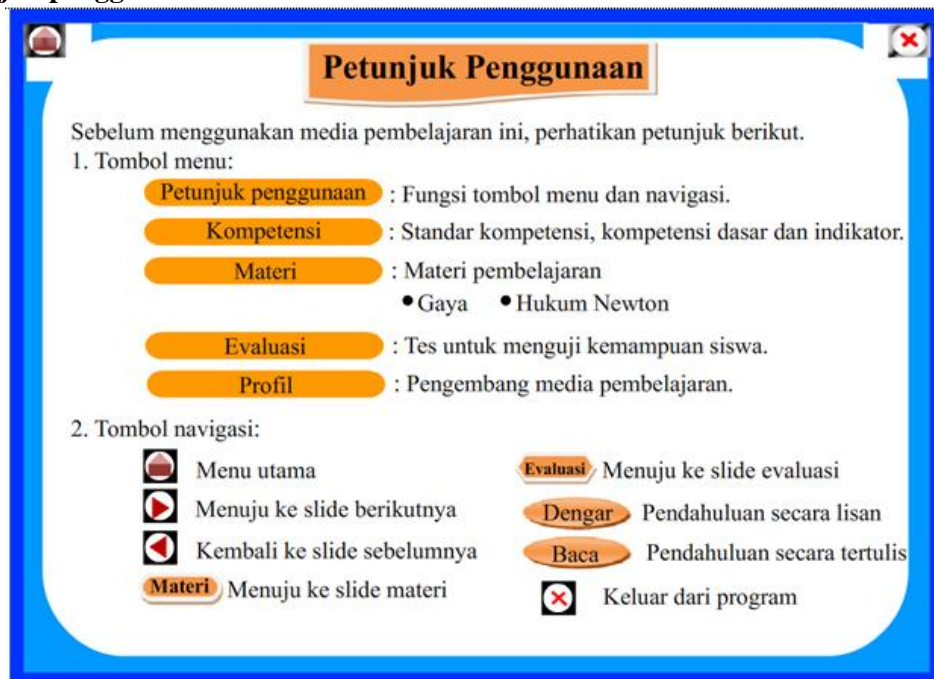 Petunjuk Penggunaan
Sebelum menggunakan media pembelajaran ini, perhatikan petunjuk berikut.
1. Tombol menu:
Petunjuk penggunaan : Fungsi tombol menu dan navigasi.
Kompetensi : Standar kompetensi, kompetensi dasar dan indikator.
Materi : Materi pembelajaran
•Gaya •Hukum Newton
Evaluasi : Tes untuk menguji kemampuan siswa.
Profil : Pengembang media pembelajaran.
2. Tombol navigasi:
Menu utama
Menuju ke slide berikutnya
Kembali ke slide sebelumnya
Materi Menuju ke slide materi
Evaluasi Menuju ke slide evaluasi
Dengar Pendahuluan secara lisan
Baca Pendahuluan secara tertulis
Keluar dari program